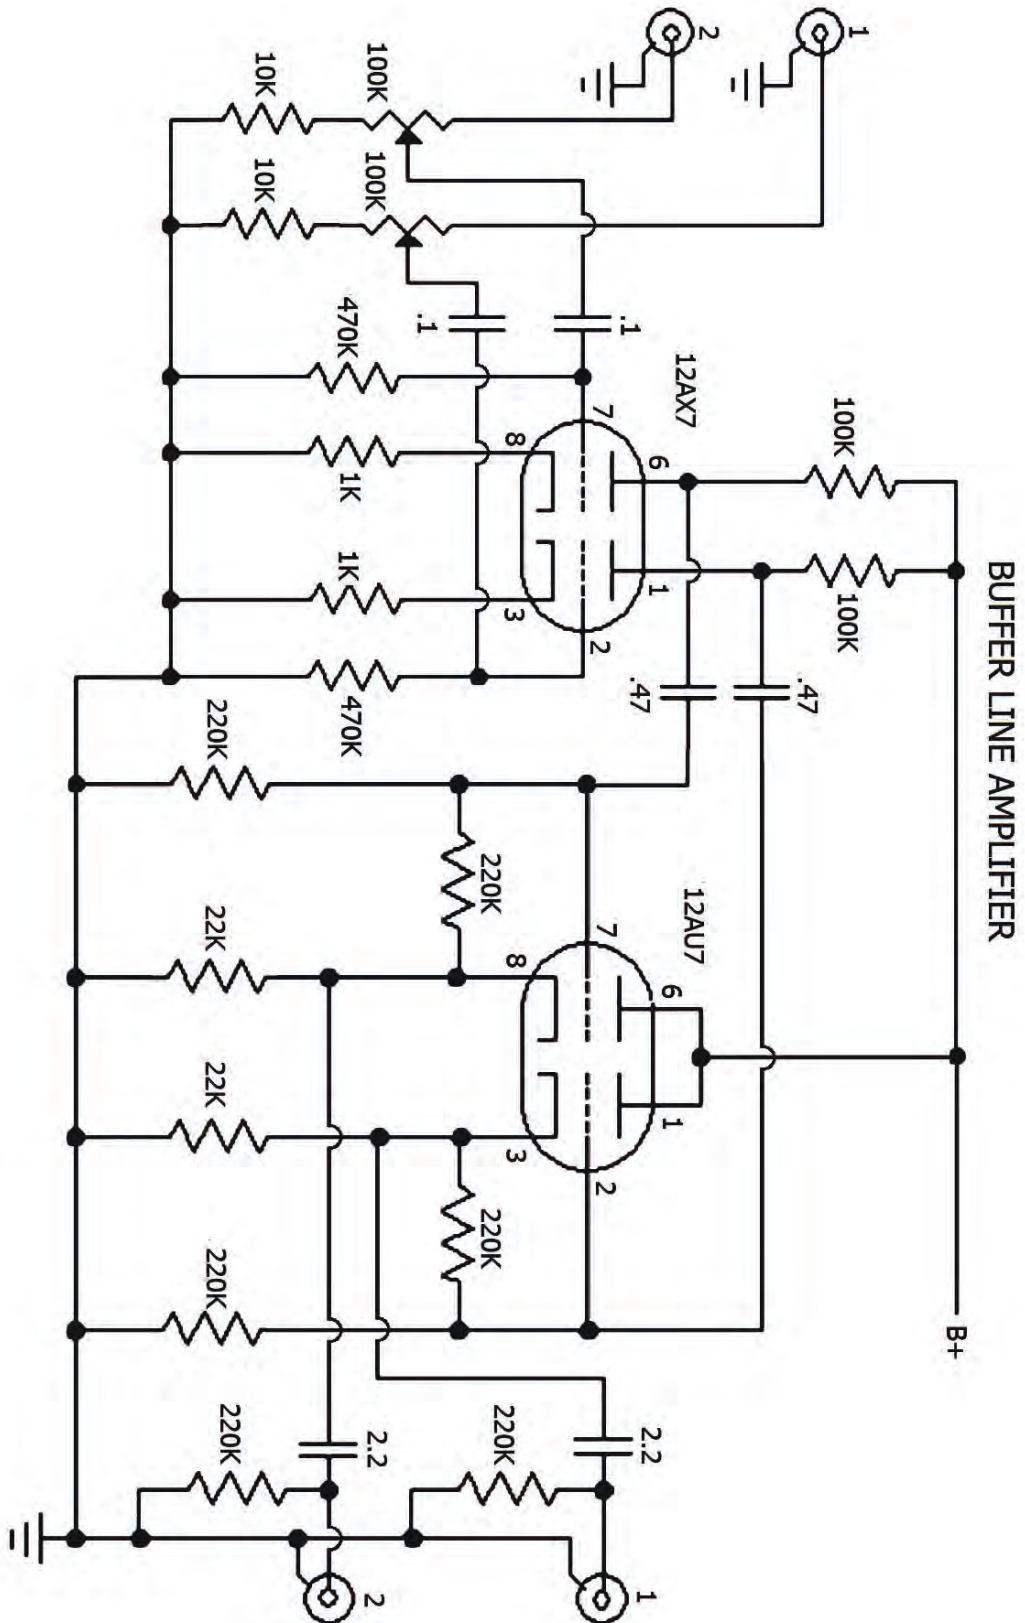 BUFFER LINE AMPLIFIER
B+
1
2
100K
100K
10K
10K
470K
.1
.1
12AX7
7
8
6
1
3
2
1K
1K
470K
100K
100K
.47
.47
220K
220K
12AU7
7
8
6
1
3
2
22K
22K
220K
220K
2.2
2.2
220K
220K
1
2